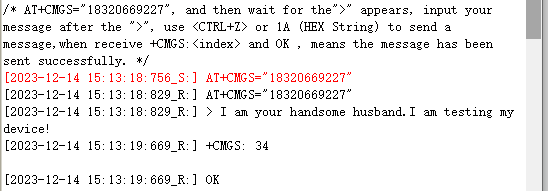 /* AT+CMGS="18320669227", and then wait for the">" appears, input your
message after the ">", use <CTRL+Z> or 1A (HEX String) to send a
message,when receive +CMGS:<index> and OK , means the message has been
sent successfully. */
[2023-12-14 15:13:18:756_S:] AT+CMGS="18320669227"
[2023-12-14 15:13:18:829_R:] AT+CMGS="18320669227"
[2023-12-14 15:13:18:829_R:] > I am your handsome husband.I am testing my
device!
[2023-12-14 15:13:19:669_R:] +CMGS: 34
[2023-12-14 15:13:19:669_R:] OK